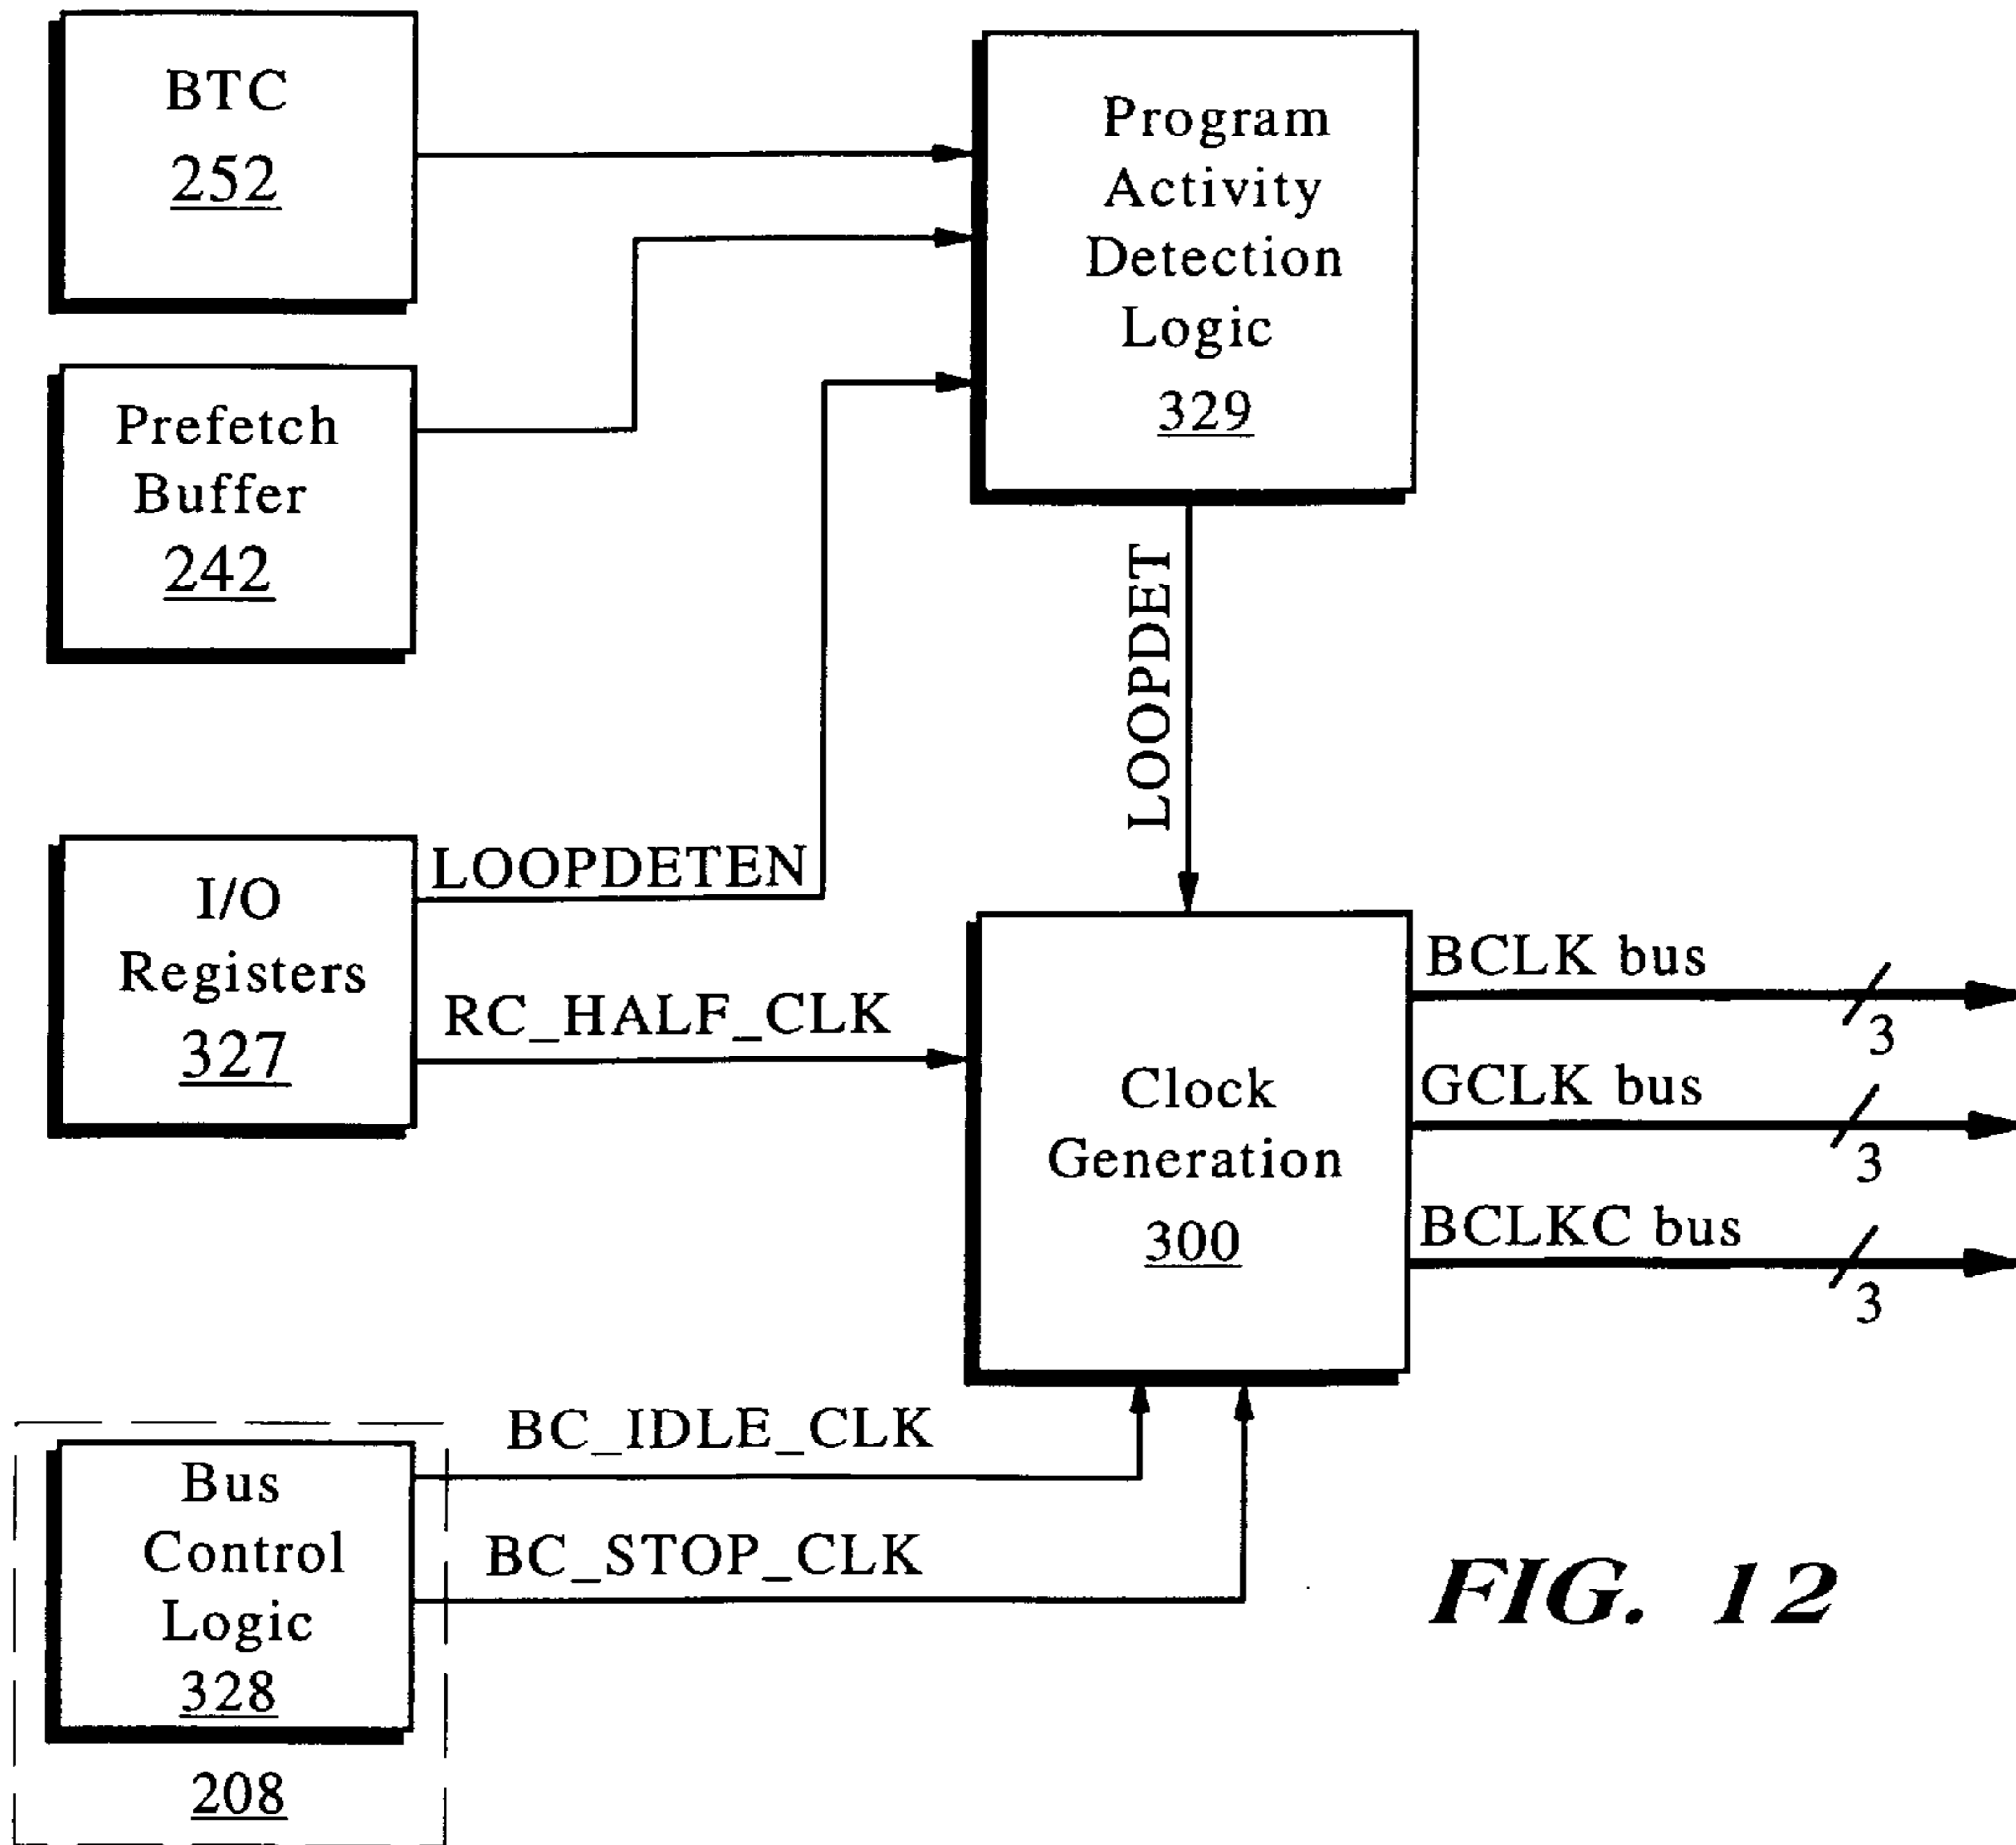 BTC
252
Program
Activity
Detection
Logic
329
Prefetch
Buffer
242
LOOPDET
I/O
Registers
327
LOOPDETEN
RC_HALF_CLK
Clock
Generation
300
BCLK bus
3
GCLK bus
3
BCLKC bus
3
Bus
Control
Logic
328
208
BC_IDLE_CLK
BC_STOP_CLK
FIG. 12